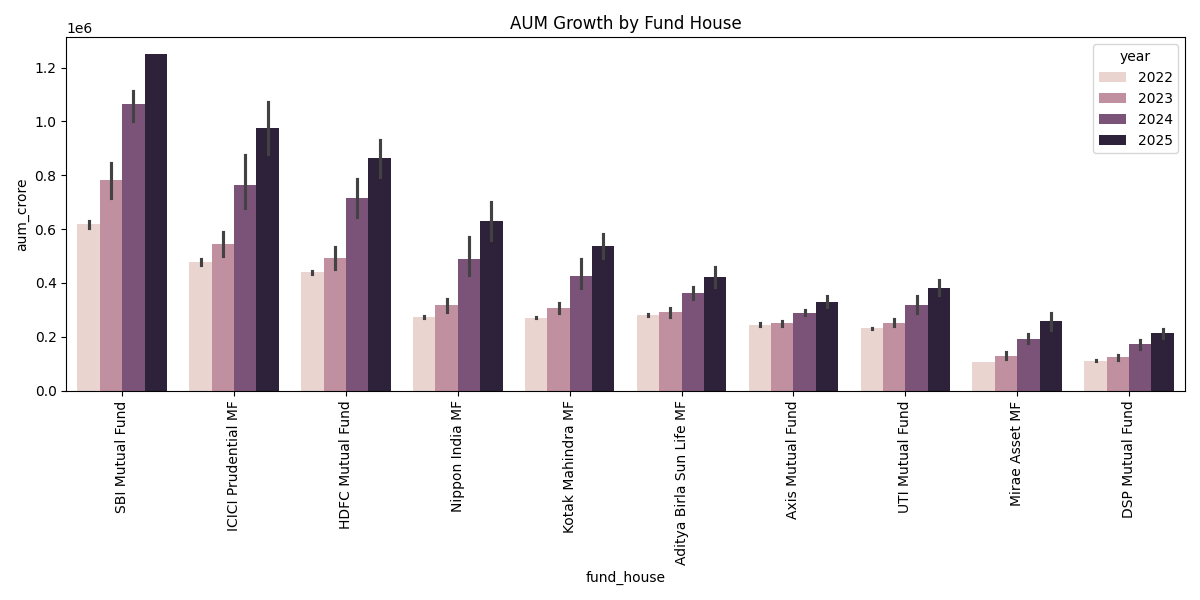 AUM Growth by Fund House
1e6
1.2
1.0
0.8
0.6
0.4
0.2
0.0
aum_crore
year
2022
2023
2024
2025
SBI Mutual Fund
ICICI Prudential MF
HDFC Mutual Fund
Nippon India MF
Kotak Mahindra MF
Aditya Birla Sun Life MF
Axis Mutual Fund
UTI Mutual Fund
Mirae Asset MF
DSP Mutual Fund
fund_house